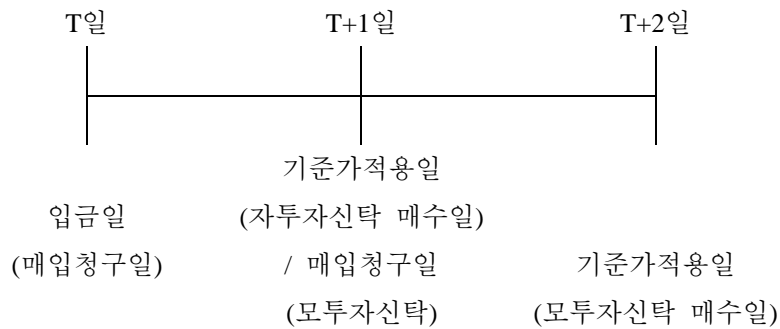 T일 T+1일 T+2일
기준가적용일
입금일 (자투자신탁 매수일)
(매입청구일) / 매입청구일 기준가적용일
(모투자신탁) (모투자신탁 매수일)